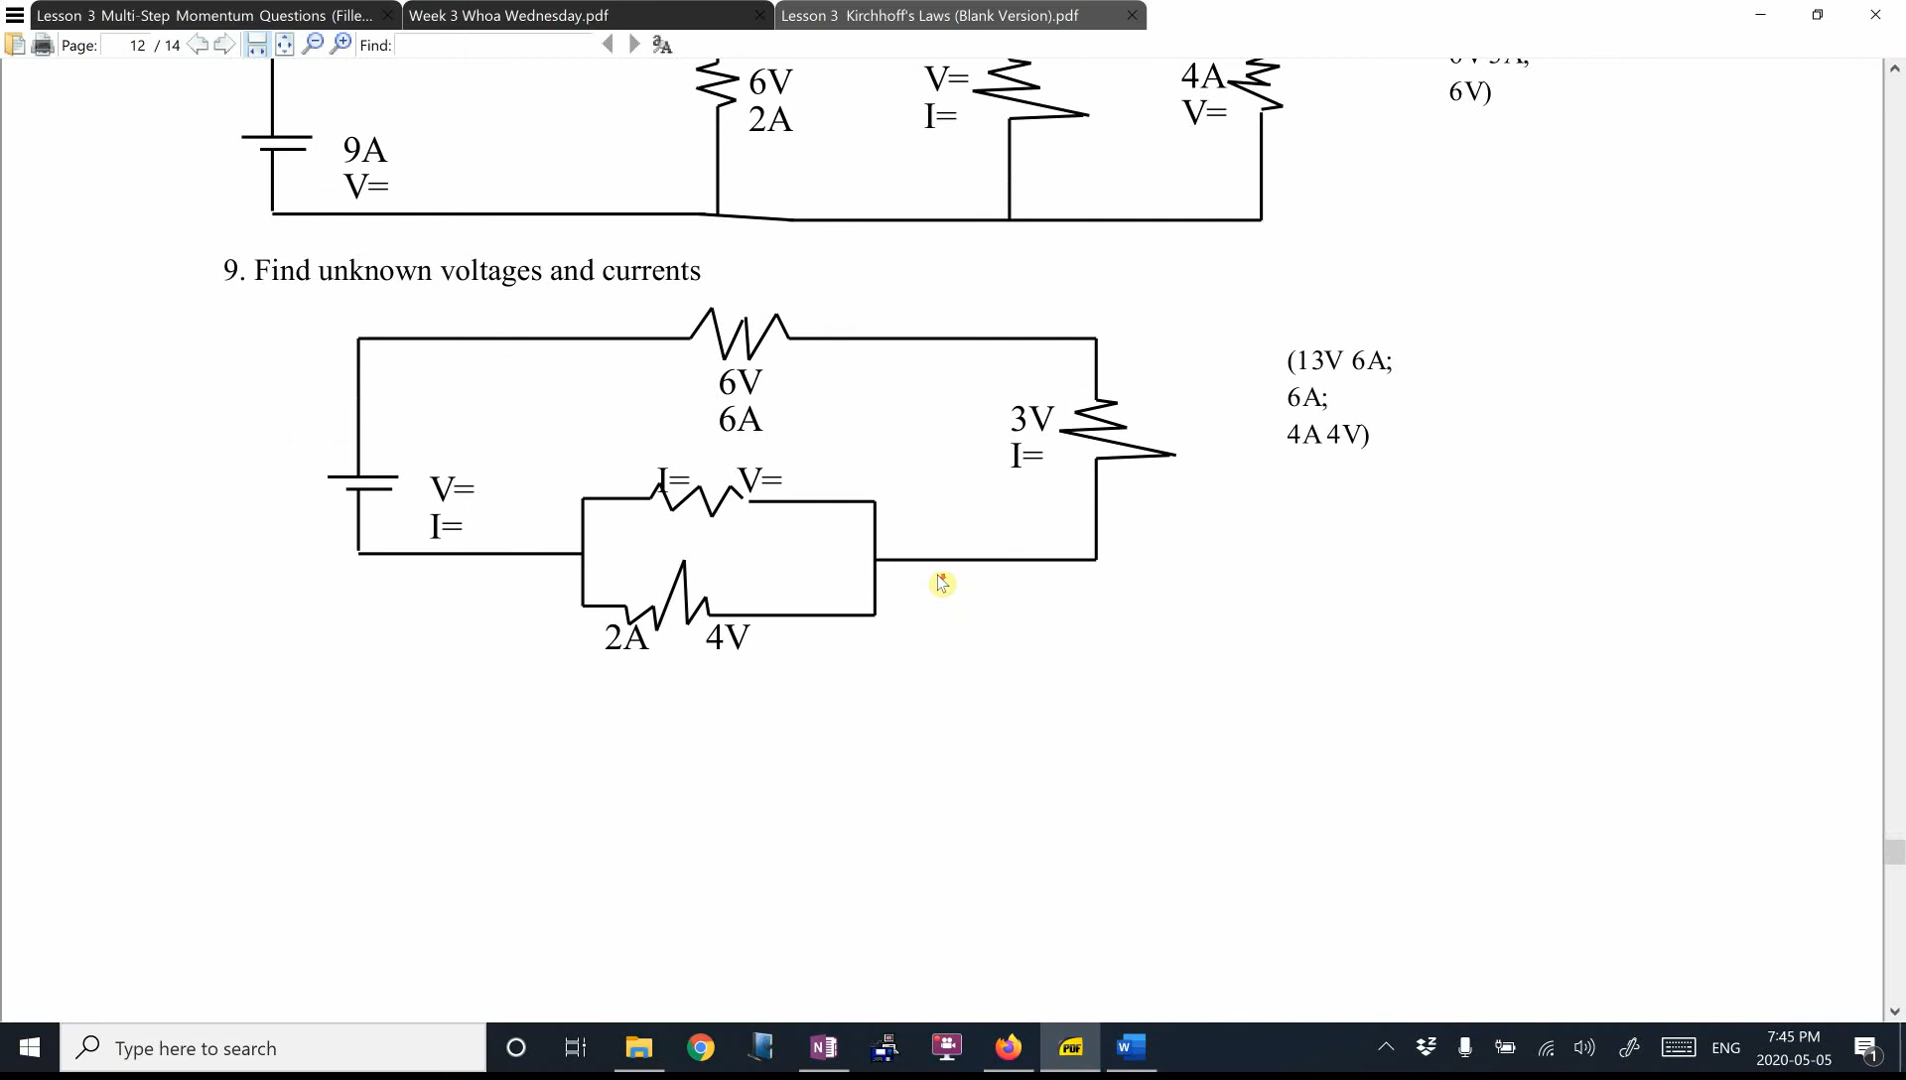 Lesson 3 Multi-Step Momentum Questions (Fille...
Week 3 Whoa Wednesday.pdf
Lesson 3 Kirchhoff's Laws (Blank Version).pdf
Page: 12 / 14
Find:
6V
2A
V=
I=
4A
V=
6V)
9A
V=
9. Find unknown voltages and currents
6V
6A
3V
I=
(13V 6A;
6A;
4A 4V)
I= V=
V=
I=
2A 4V
Type here to search
PDF
ENG
7:45 PM
2020-05-05
1